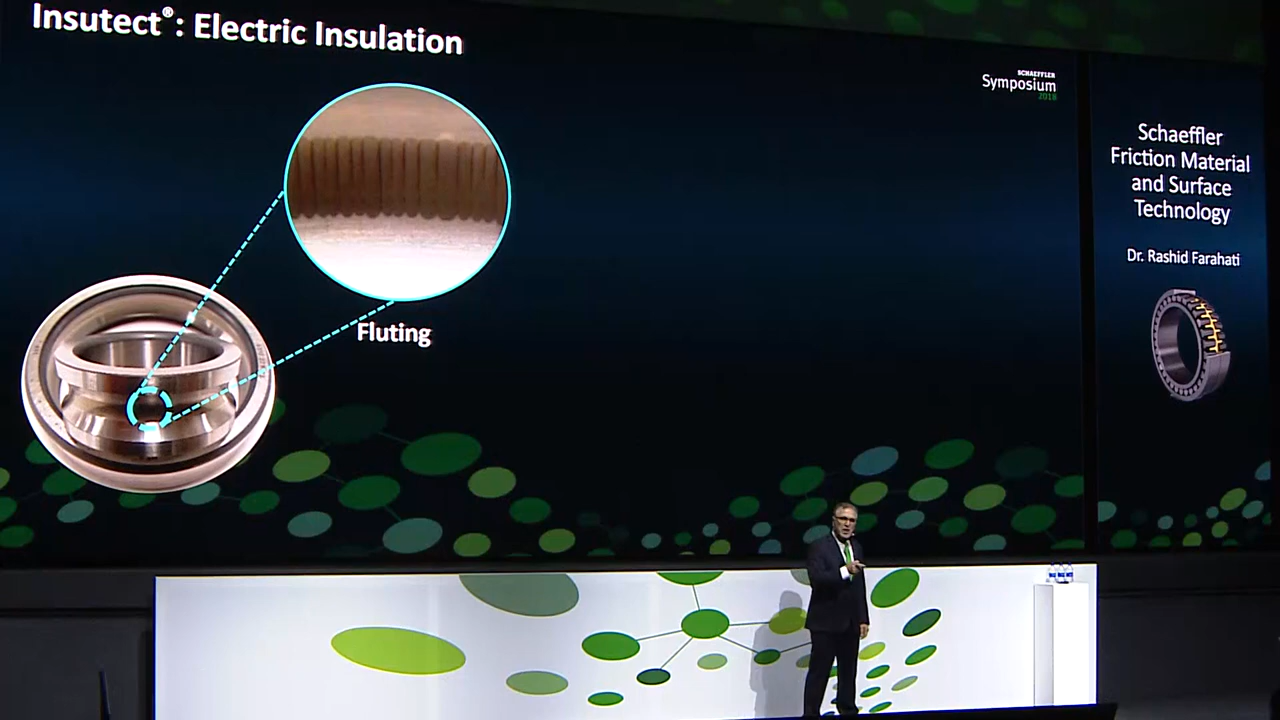 Insutect®: Electric Insulation
SCHAEFFLER
Symposium
2018
Fluting
Schaeffler
Friction Material
and Surface
Technology
Dr. Rashid Farahati